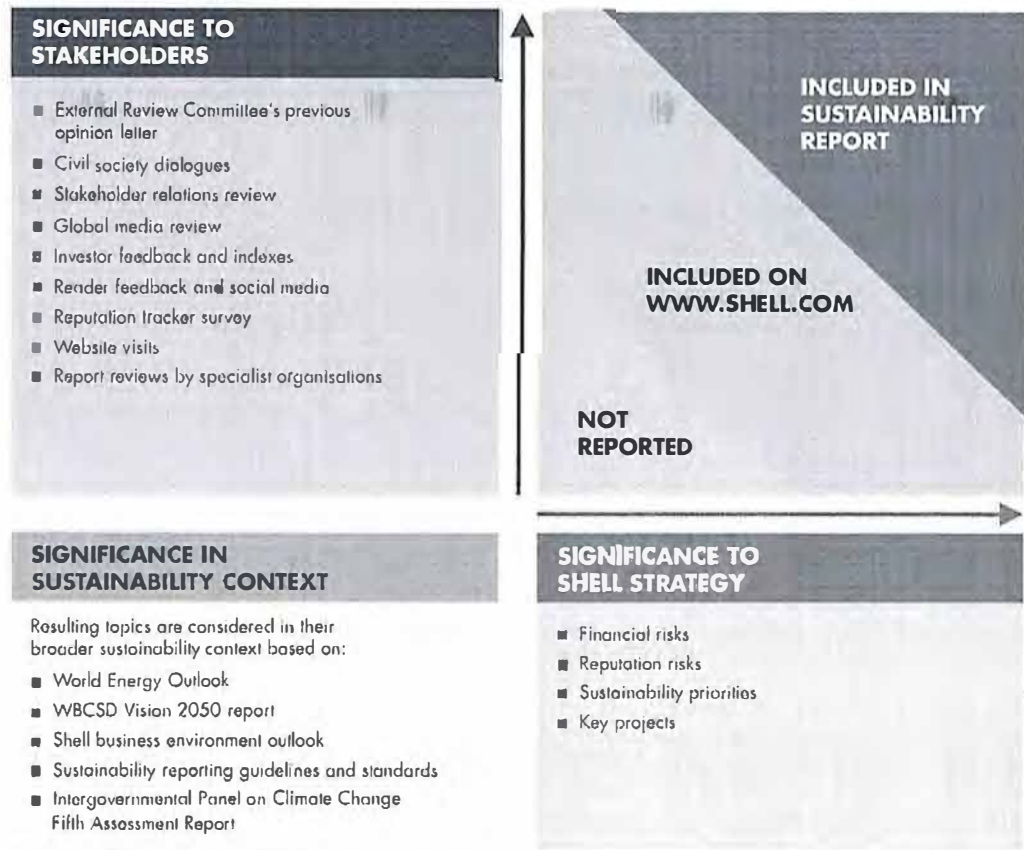 SIGNIFICANCE TO
STAKEHOLDERS
External Review Committee's previous
opinion letter
Civil society dialogues
Stakeholder relations review
Global media review
Investor feedback and indexes
Reader feedback and social media
Reputation tracker survey
Website visits
Report reviews by specialist organisations
INCLUDED IN
SUSTAINABILITY
REPORT
INCLUDED ON
WWW.SHELL.COM
NOT
REPORTED
SIGNIFICANCE IN
SUSTAINABILITY CONTEXT
Resulting topics are considered in their
broader sustainability context based on:
World Energy Outlook
WBCSD Vision 2050 report
Shell business environment outlook
Sustainability reporting guidelines and standards
Intergovernmental Panel on Climate Change
Fifth Assessment Report
SIGNIFICANCE TO
SHELL STRATEGY
Financial risks
Reputation risks
Sustainability priorities
Key projects